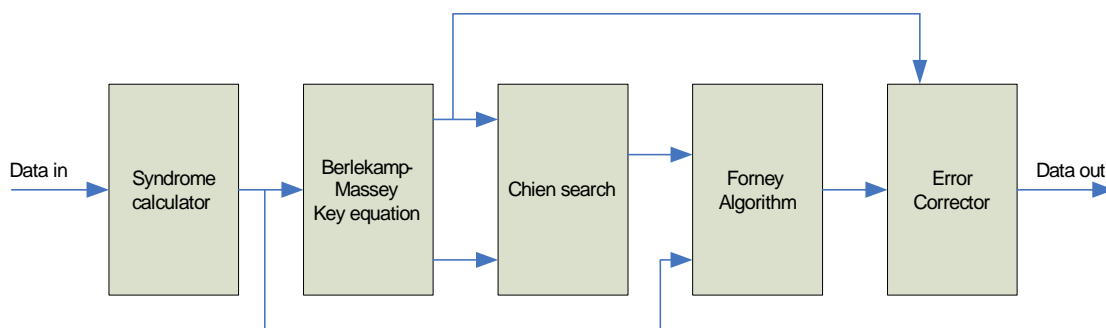 Data in
Syndrome
calculator
Berlekamp-
Massey
Key equation
Chien search
Forney
Algorithm
Error
Corrector
Data out